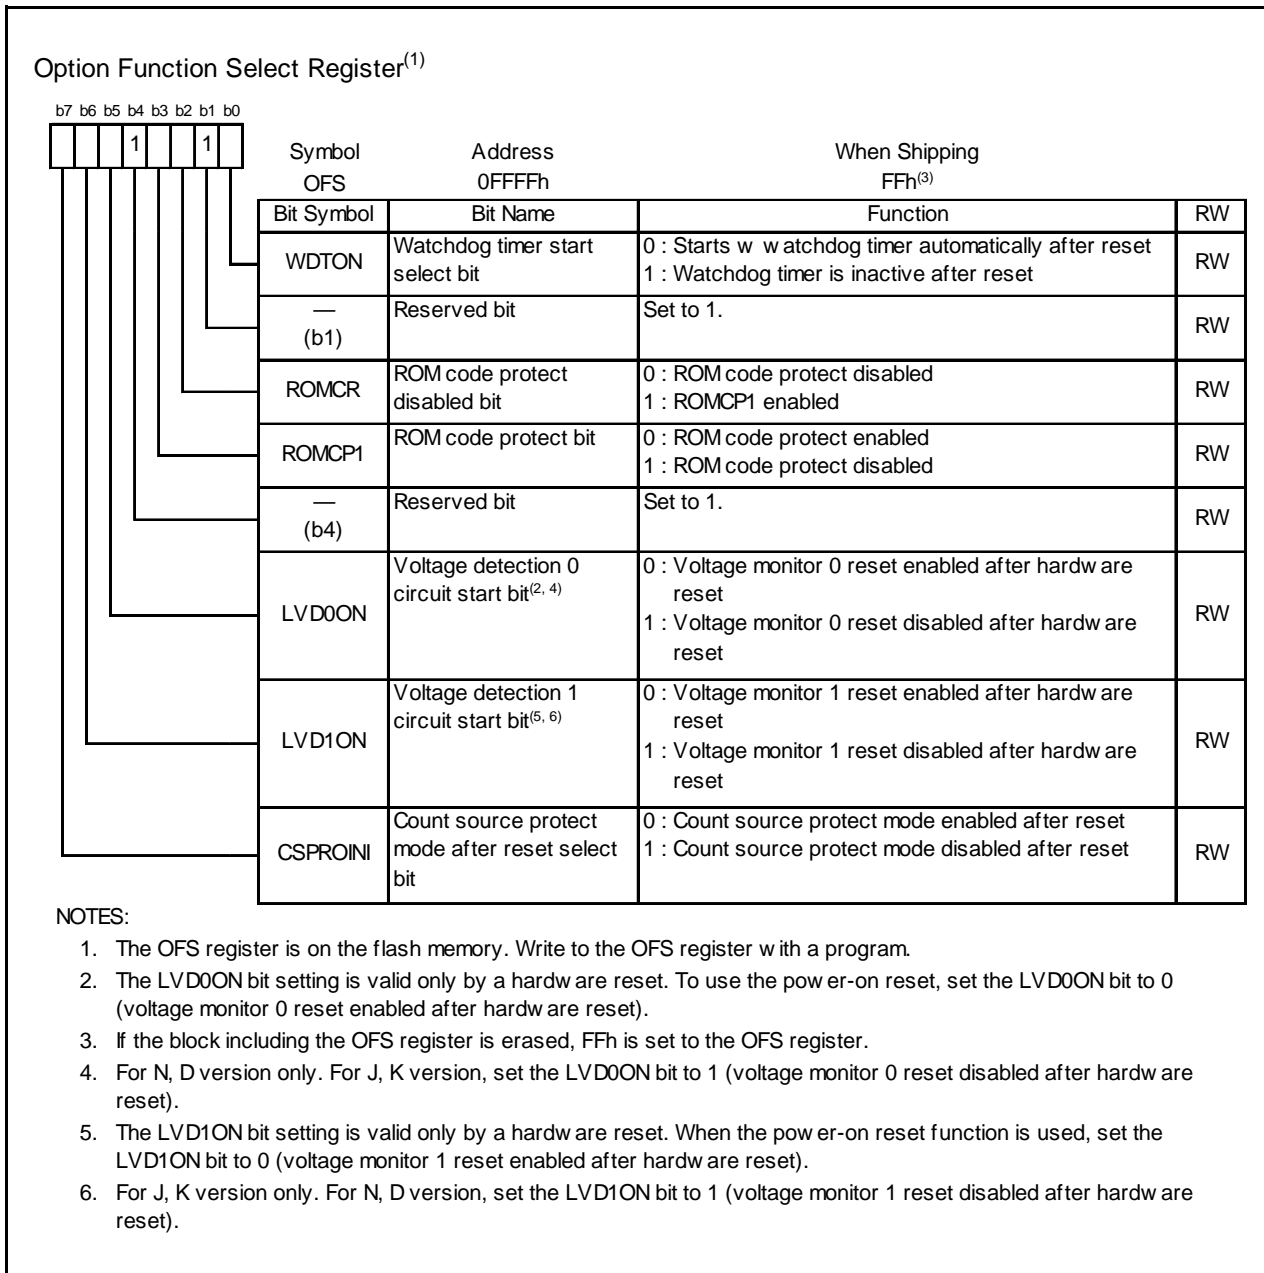 Option Function Select Register(1)
b7 b6 b5 b4 b3 b2 b1 b0
1 1
Symbol Address When Shipping
OFS 0FFFFh FFh(3)
Bit Symbol Bit Name Function RW
WDTON
Watchdog timer start
select bit
0 : Starts w w atchdog timer automatically after reset
1 : Watchdog timer is inactive after reset
RW
—
(b1)
Reserved bit
Set to 1.
RW
ROMCR
ROM code protect
disabled bit
0 : ROM code protect disabled
1 : ROMCP1 enabled
RW
ROMCP1
ROM code protect bit
0 : ROM code protect enabled
1 : ROM code protect disabled
RW
—
(b4)
Reserved bit
Set to 1.
RW
LVD0ON
Voltage detection 0
circuit start bit(2, 4)
0 : Voltage monitor 0 reset enabled after hardw are
reset
1 : Voltage monitor 0 reset disabled after hardw are
reset
RW
LVD1ON
Voltage detection 1
circuit start bit(5, 6)
0 : Voltage monitor 1 reset enabled after hardw are
reset
1 : Voltage monitor 1 reset disabled after hardw are
reset
RW
CSPROINI
Count source protect
mode after reset select
bit
0 : Count source protect mode enabled after reset
1 : Count source protect mode disabled after reset
RW
NOTES:
1. The OFS register is on the flash memory. Write to the OFS register w ith a program.
2. The LVD0ON bit setting is valid only by a hardw are reset. To use the pow er-on reset, set the LVD0ON bit to 0
(voltage monitor 0 reset enabled after hardw are reset).
3. If the block including the OFS register is erased, FFh is set to the OFS register.
4. For N, D version only. For J, K version, set the LVD0ON bit to 1 (voltage monitor 0 reset disabled after hardw are
reset).
5. The LVD1ON bit setting is valid only by a hardw are reset. When the pow er-on reset function is used, set the
LVD1ON bit to 0 (voltage monitor 1 reset enabled after hardw are reset).
6. For J, K version only. For N, D version, set the LVD1ON bit to 1 (voltage monitor 1 reset disabled after hardw are
reset).